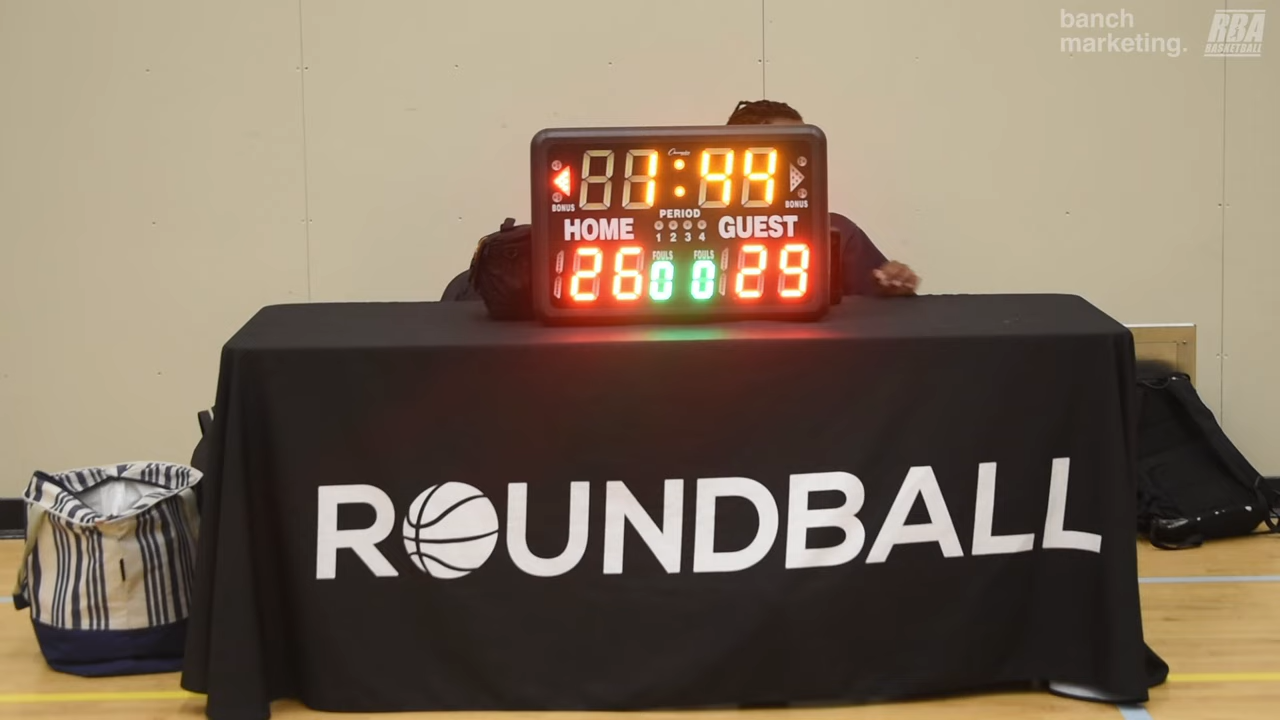 banch
marketing.
RBA
BASKETBALL
1:44
BONUS
BONUS
PERIOD
HOME
GUEST
1 2 3 4
FOULS
FOULS
26
0
0
29
ROUNDBALL